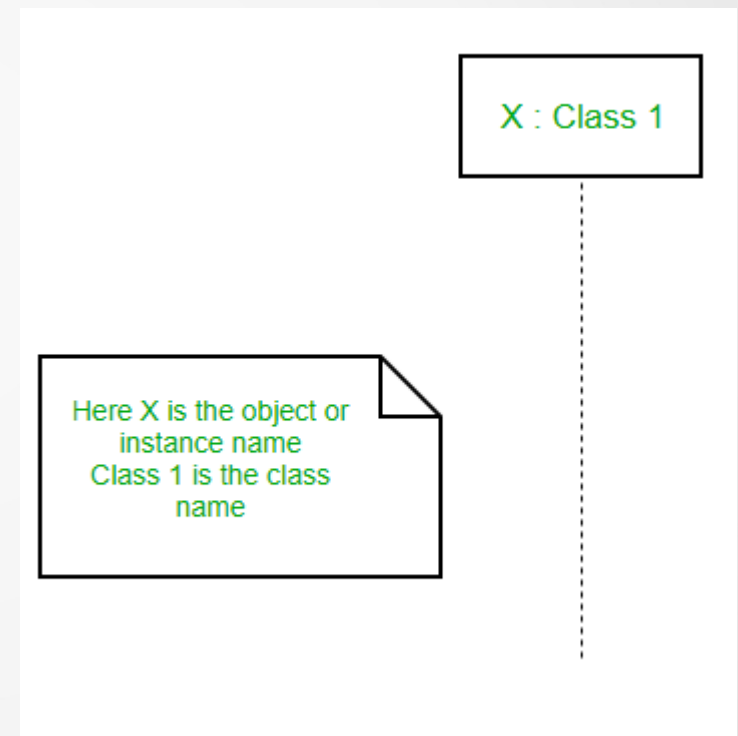 X : Class 1
Here X is the object or
instance name
Class 1 is the class
name